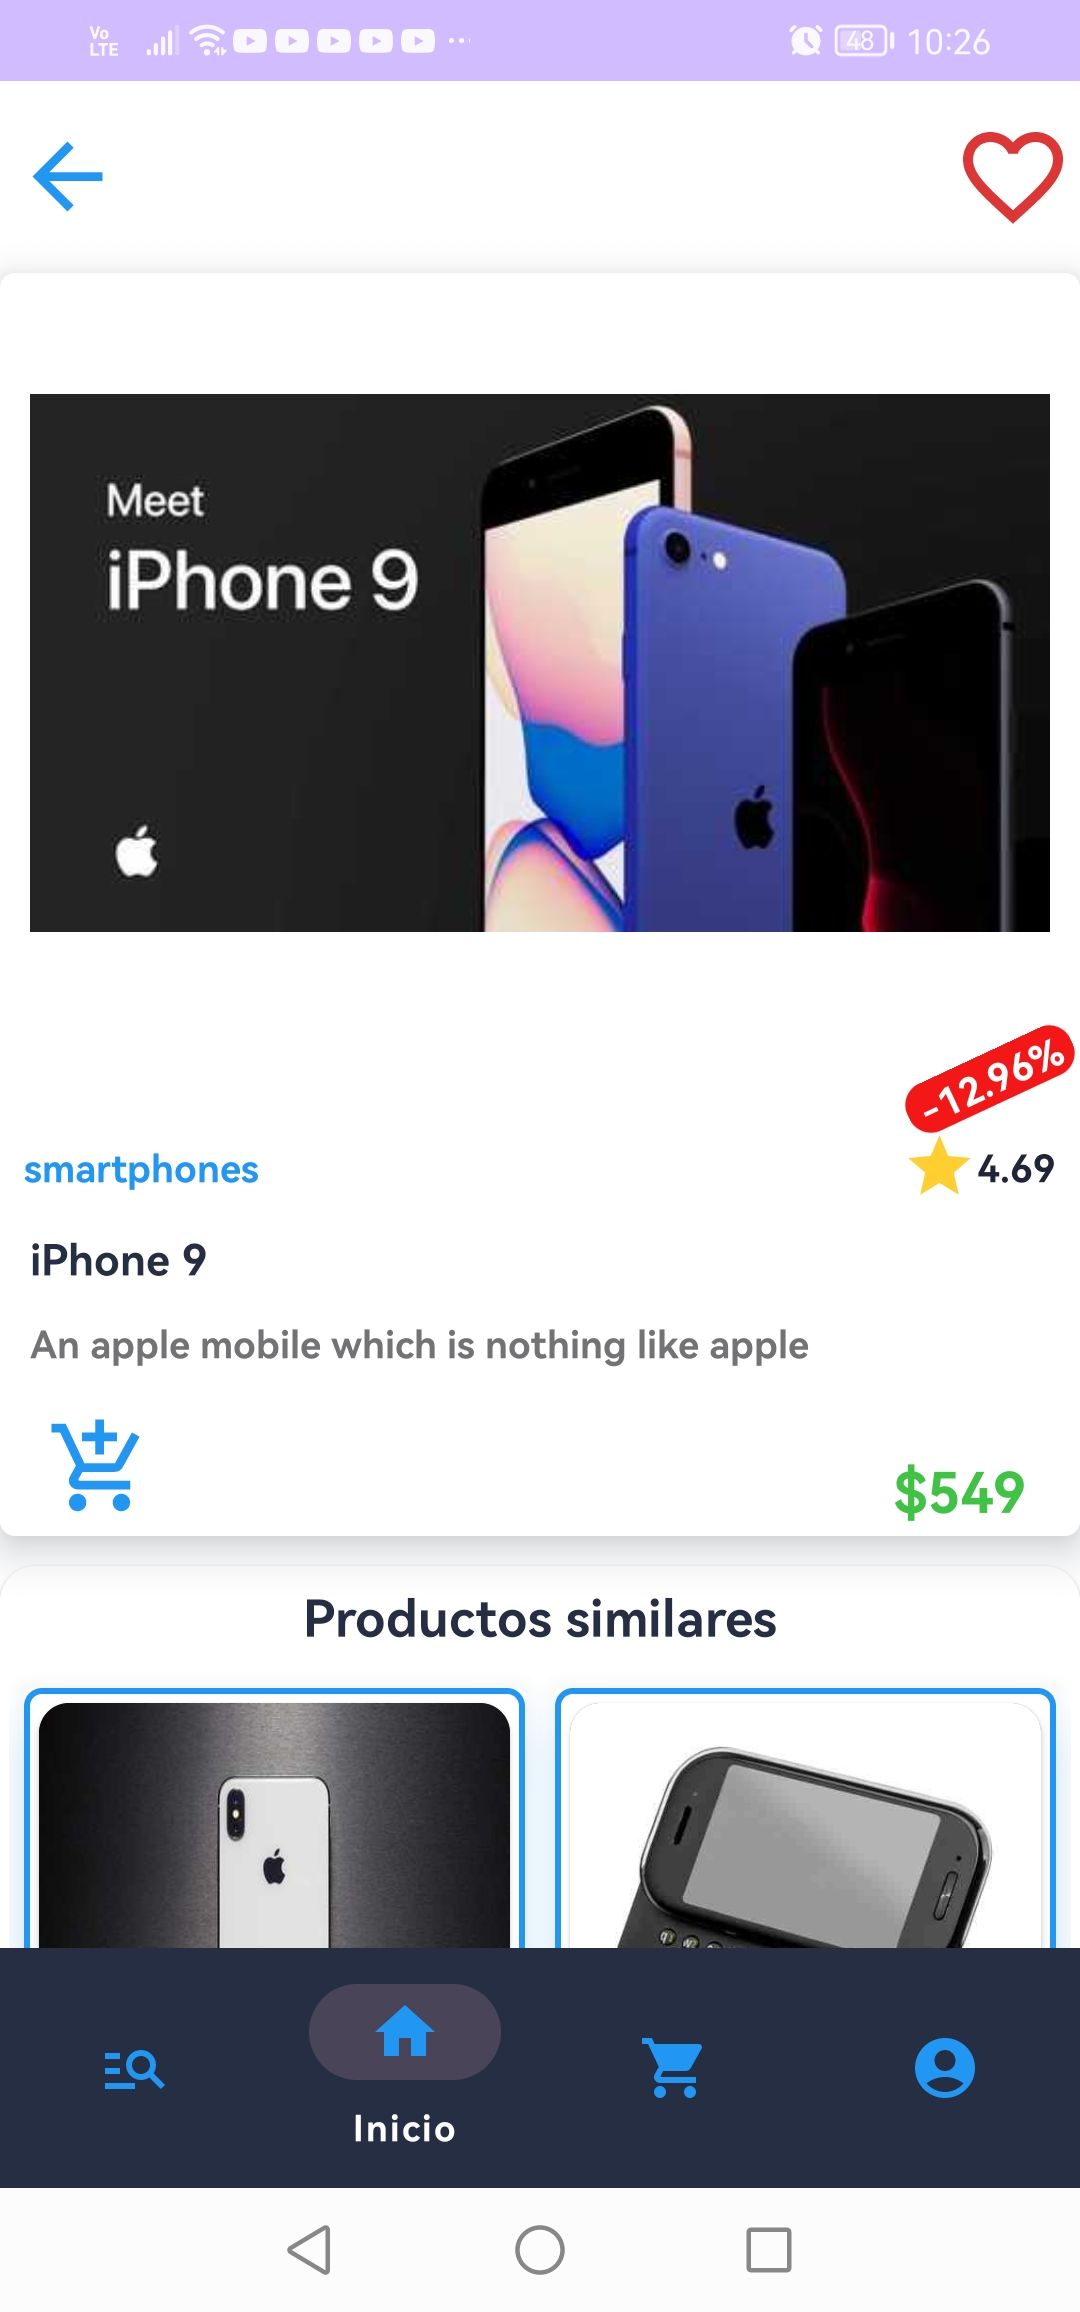 Vo
LTE
48
10:26
Meet
iPhone 9
-12.96%
smartphones
4.69
iPhone 9
An apple mobile which is nothing like apple
$549
Productos similares
Inicio